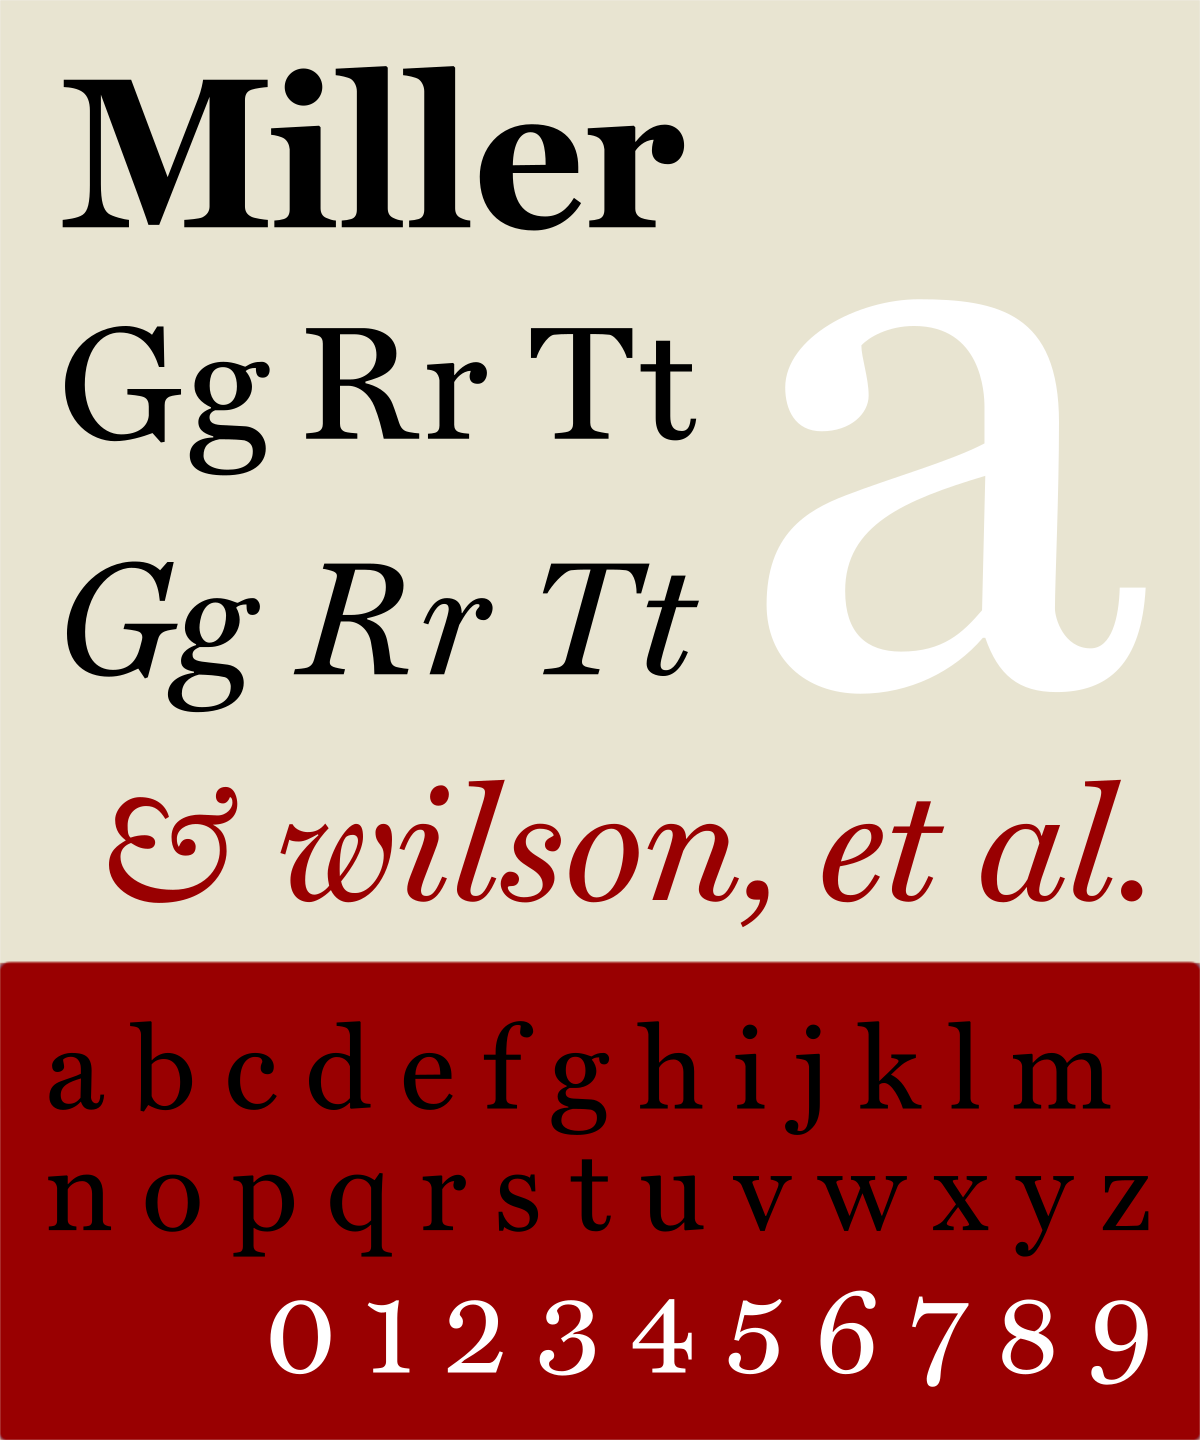 Miller
Gg Rr Tt
a
Gg Rr Tt
& wilson, et al.
a b c d e f g h i j k l m
n o p q r s t u v w x y z
0 1 2 3 4 5 6 7 8 9